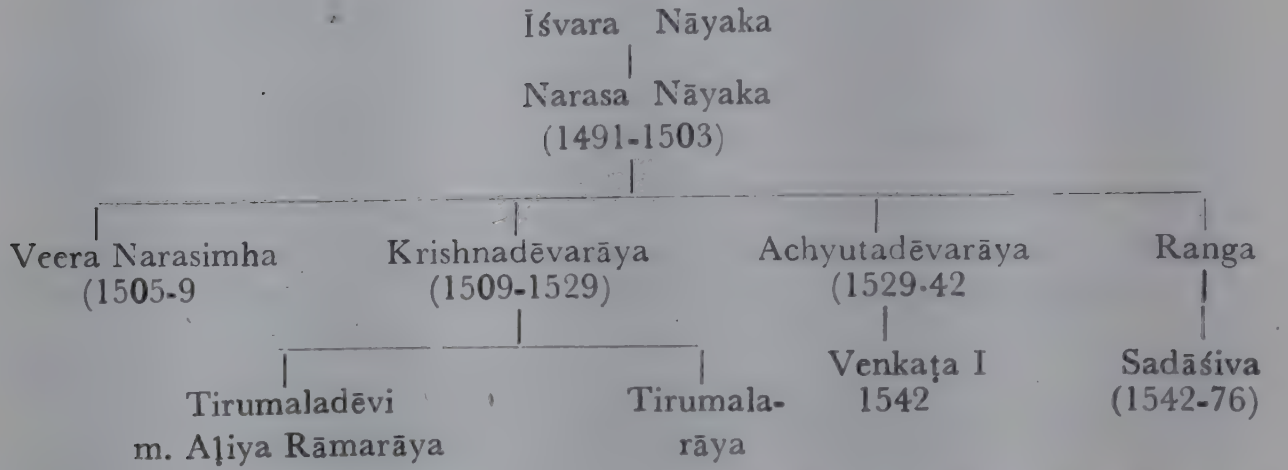 Īśvara Nāyaka
Narasa Nāyaka
(1491-1503)
Veera Narasimha Krishnadēvarāya Achyutadēvarāya Ranga
(1505-9 (1509-1529) (1529-42
Venkaṭa I Sadāśiva
Tirumaladēvi Tirumala- 1542 (1542-76)
m. Aḷiya Rāmarāya rāya